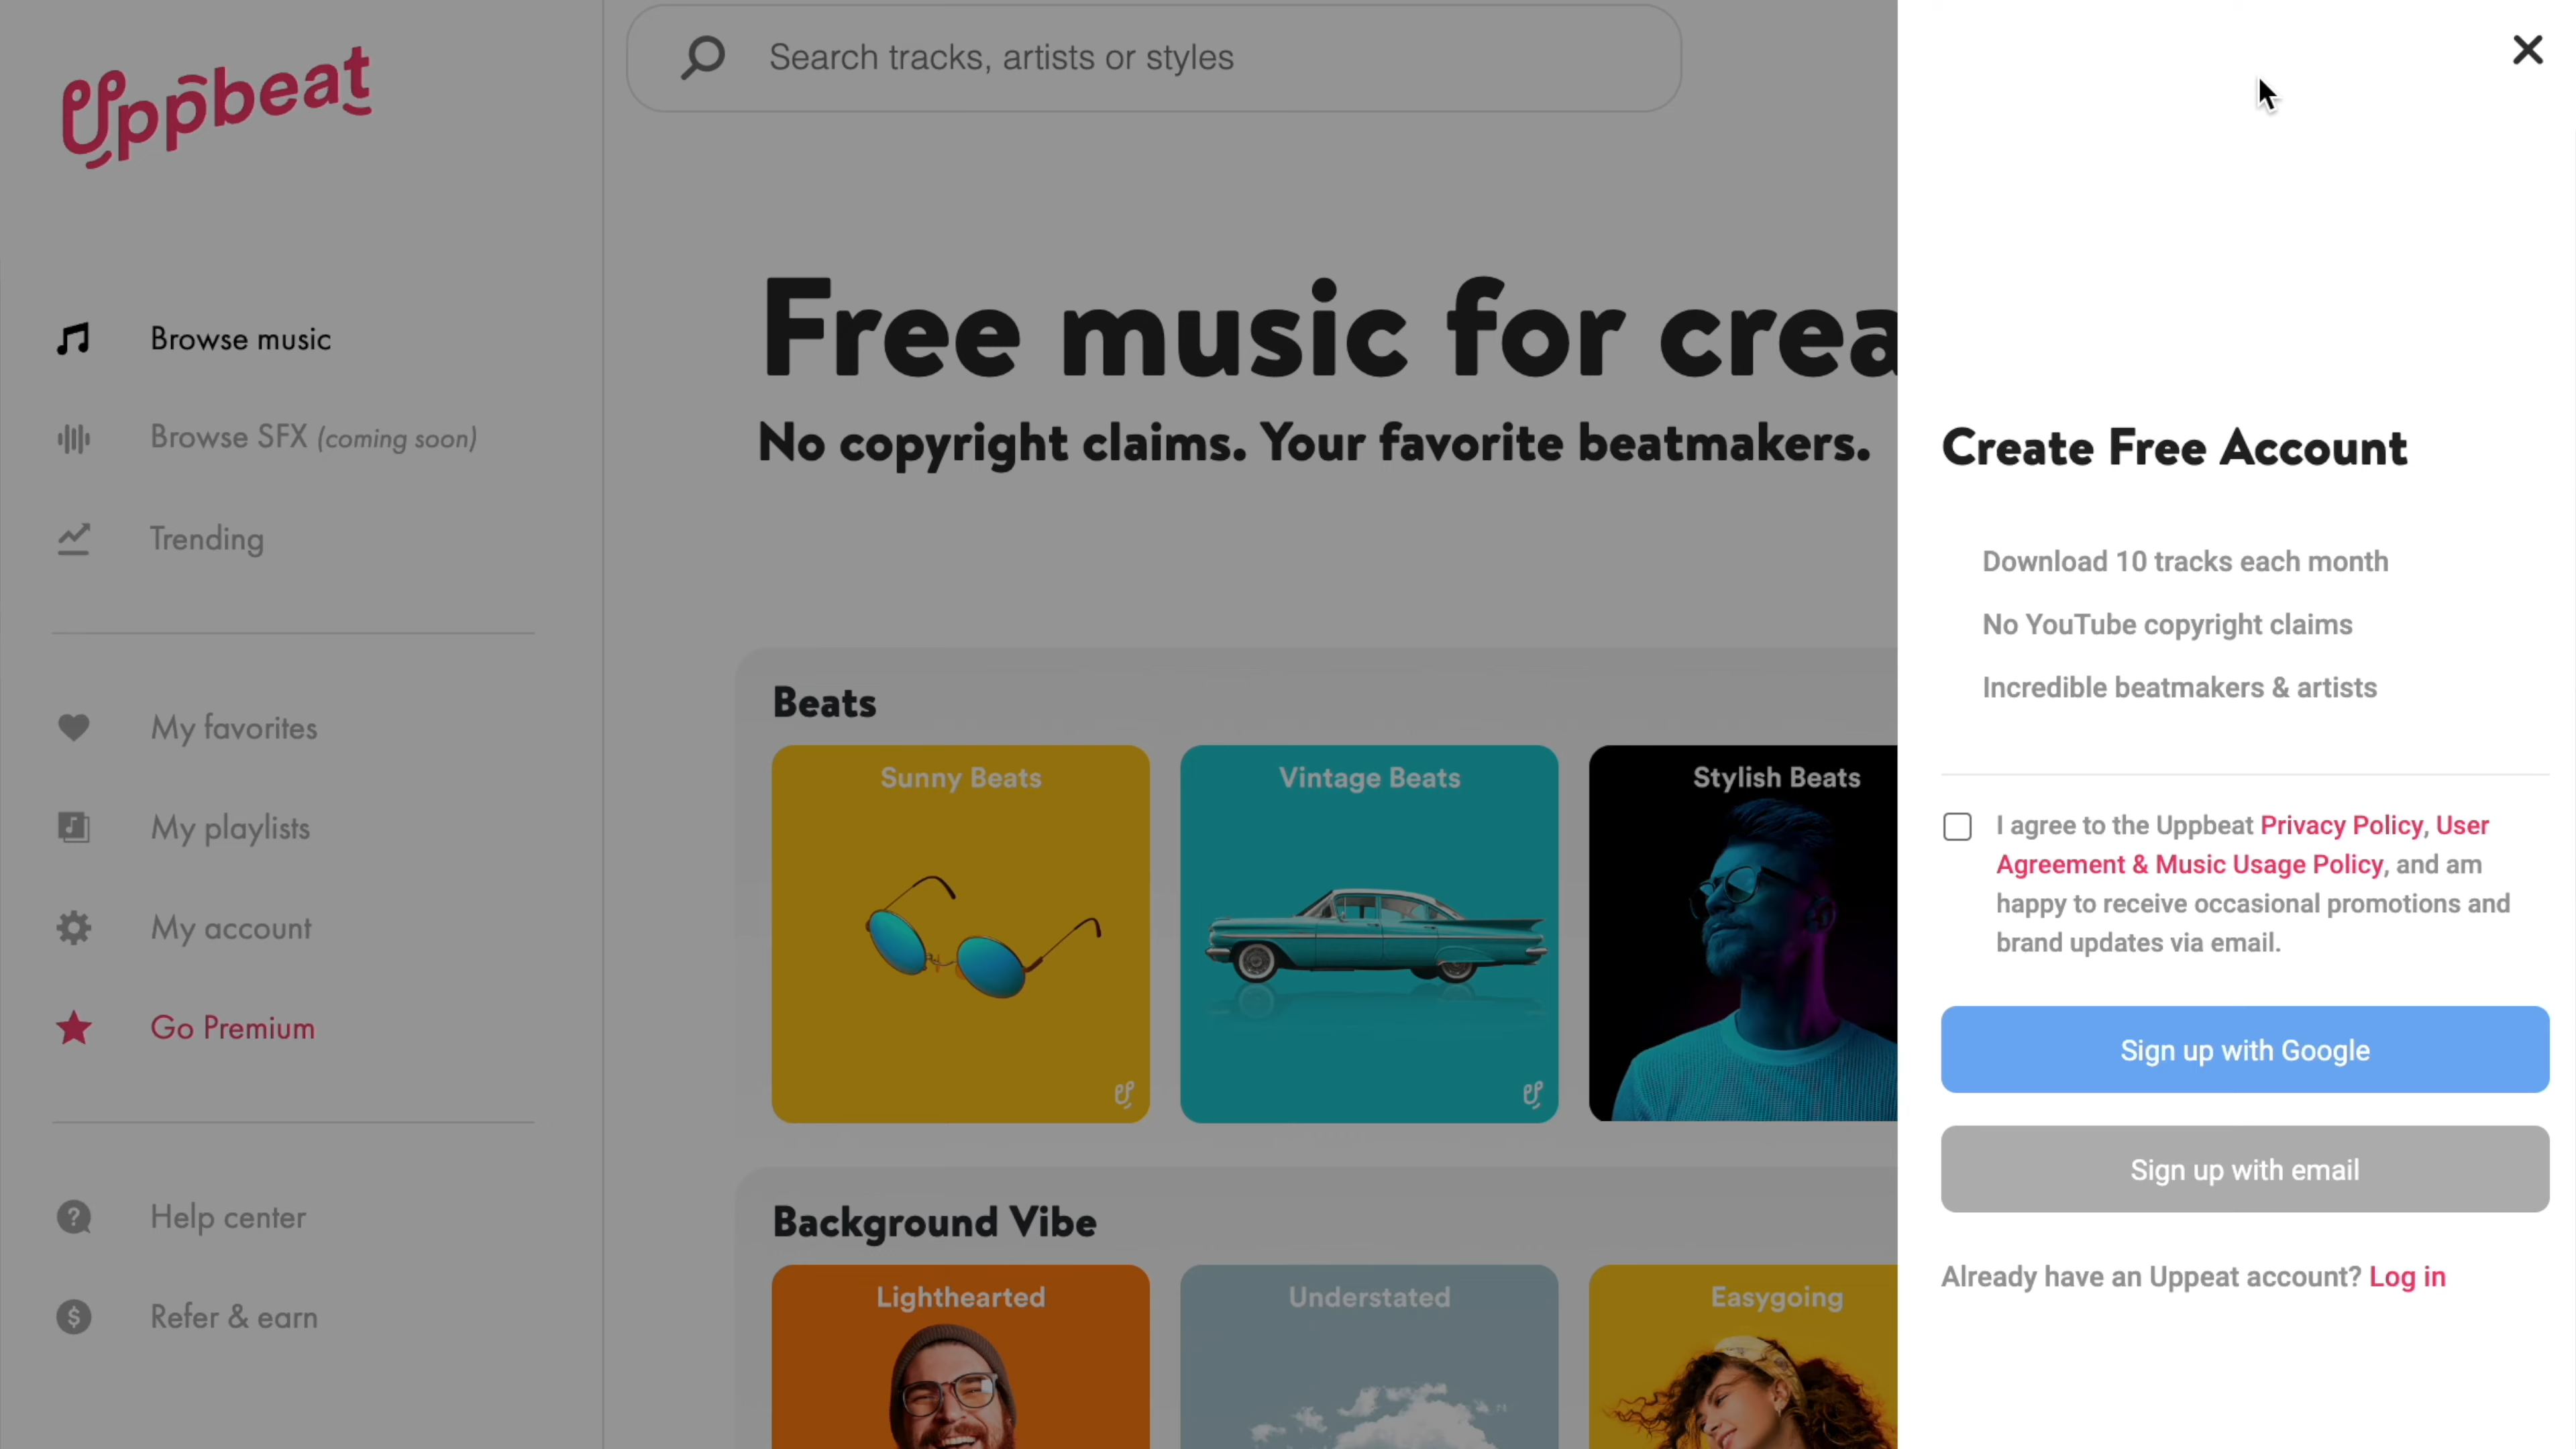 Uppbeat
Search tracks, artists or styles
Browse music
Browse SFX (coming soon)
Trending
My favorites
My playlists
My account
Go Premium
Help center
Refer & earn
Free music for crea
No copyright claims. Your favorite beatmakers.
Beats
Sunny Beats
Vintage Beats
Stylish Beats
Background Vibe
Lighthearted
Understated
Easygoing
Create Free Account
Download 10 tracks each month
No YouTube copyright claims
Incredible beatmakers & artists
I agree to the Uppbeat Privacy Policy, User
Agreement & Music Usage Policy, and am
happy to receive occasional promotions and
brand updates via email.
Sign up with Google
Sign up with email
Already have an Uppeat account? Log in